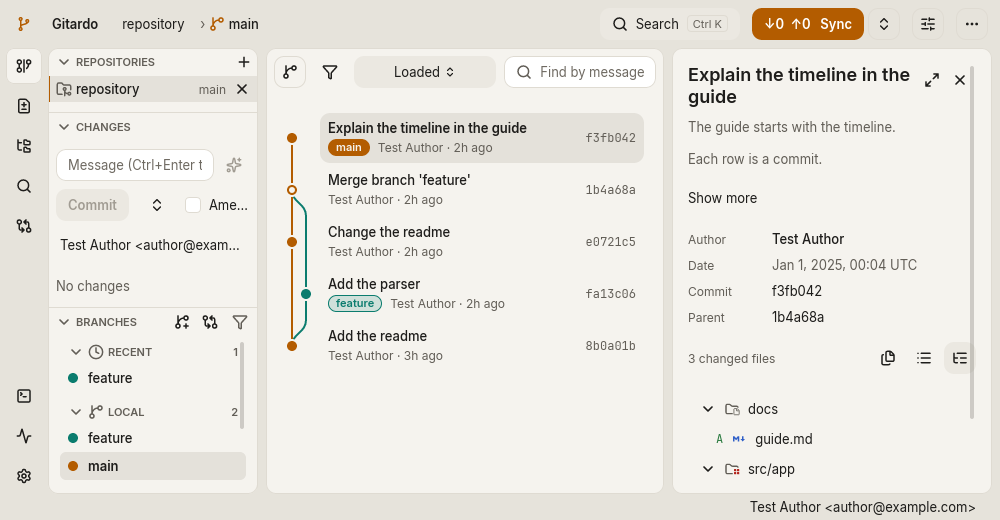 Gitardo
repository
main
Search
Ctrl K
↓0 ↑0 Sync
REPOSITORIES
repository
main
CHANGES
Message (Ctrl+Enter t
Commit
Ame...
Test Author <author@exam...
No changes
BRANCHES
RECENT
1
feature
LOCAL
2
feature
main
Loaded
Find by message
Explain the timeline in the guide
main
Test Author · 2h ago
f3fb042
Merge branch 'feature'
Test Author · 2h ago
1b4a68a
Change the readme
Test Author · 2h ago
e0721c5
Add the parser
feature
Test Author · 2h ago
fa13c06
Add the readme
Test Author · 3h ago
8b0a01b
Explain the timeline in the
guide
The guide starts with the timeline.
Each row is a commit.
Show more
Author Test Author
Date Jan 1, 2025, 00:04 UTC
Commit f3fb042
Parent 1b4a68a
3 changed files
docs
A guide.md
src/app
Test Author <author@example.com>